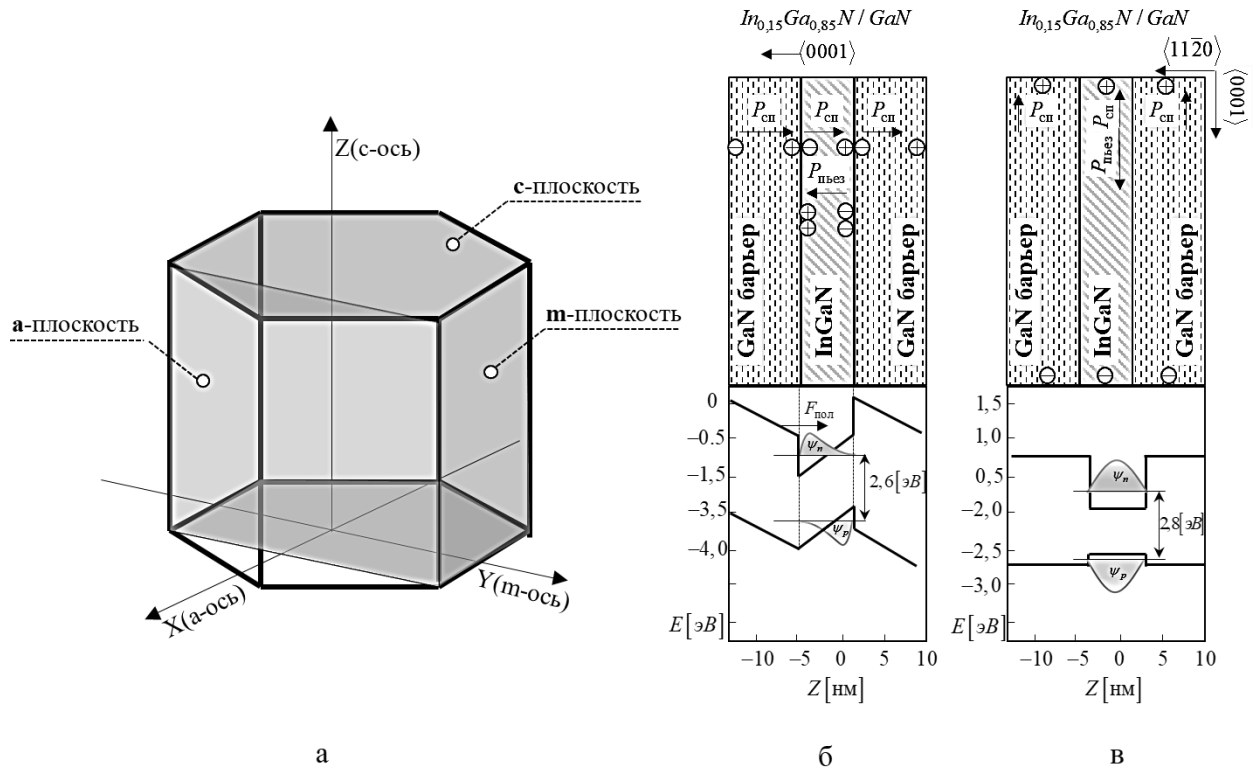 Z(с-ось)
с-плоскость
а-плоскость
m-плоскость
Y(m-ось)
X(а-ось)
а
In0,15Ga0,85N / GaN
⟨0001⟩
Pсп Pсп Pсп
⊖ ⊖ ⊖ ⊕ ⊕ ⊕
Pпьез
⊕ ⊖
⊕ ⊖
GaN барьер
InGaN
GaN барьер
0
–0.5
–1,5
–3,5
–4,0
E[эВ]
Fпол
ψn
2,6[эВ]
ψp
–10 –5 0 5 10
Z[нм]
б
In0,15Ga0,85N / GaN
⟨112̄0⟩
⟨0001⟩
⊕ ⊕ ⊕
Pсп
Pпьез Pсп
Pсп
GaN барьер
InGaN
GaN барьер
⊖ ⊖ ⊖
1,5
1,0
0,5
–2,0
–2,5
–3,0
E[эВ]
ψn
2,8[эВ]
ψp
–10 –5 0 5 10
Z[нм]
в